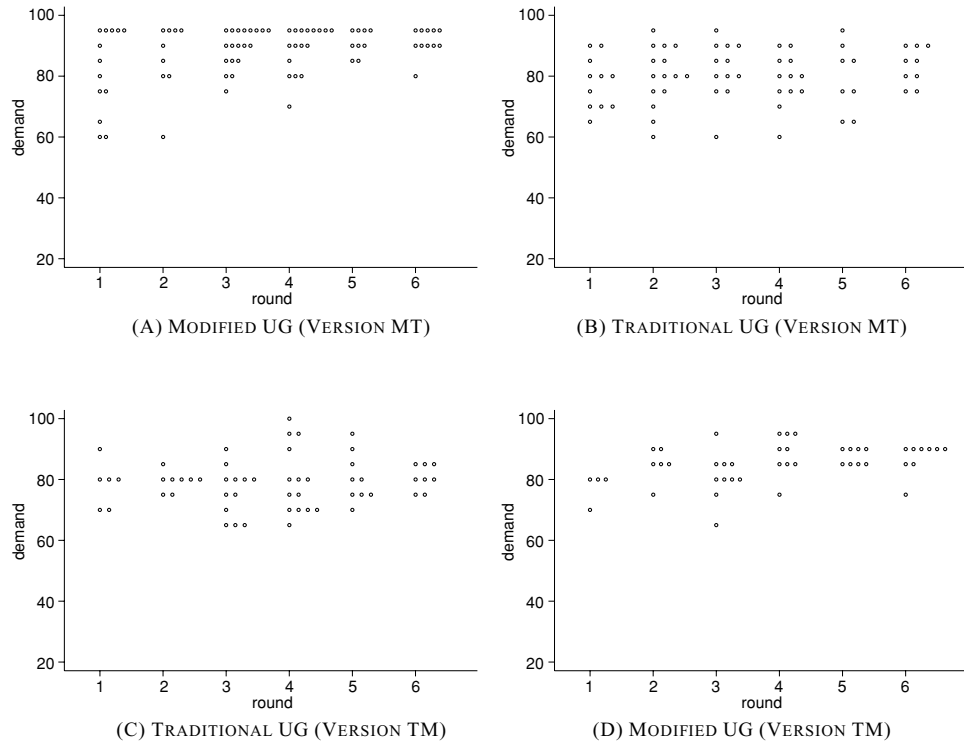 100
80
60
40
20
demand
1 2 3 4 5 6
round
(A) MODIFIED UG (VERSION MT)
100
80
60
40
20
demand
1 2 3 4 5 6
round
(B) TRADITIONAL UG (VERSION MT)
100
80
60
40
20
demand
1 2 3 4 5 6
round
(C) TRADITIONAL UG (VERSION TM)
100
80
60
40
20
demand
1 2 3 4 5 6
round
(D) MODIFIED UG (VERSION TM)